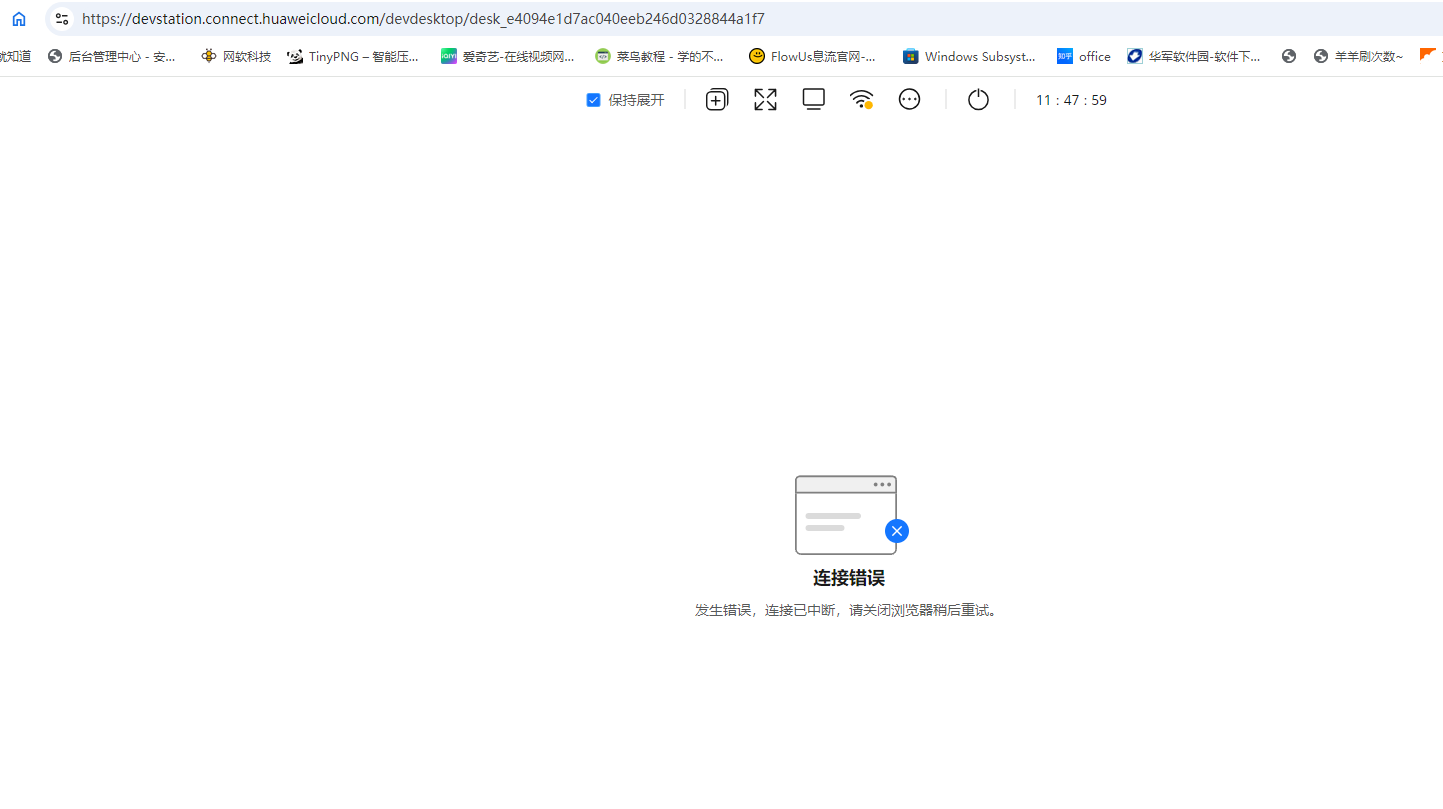 https://devstation.connect.huaweicloud.com/devdesktop/desk_e4094e1d7ac040eeb246d0328844a1f7
就知道 后台管理中心 - 安... 网软科技 TinyPNG – 智能压... iQIYI 爱奇艺-在线视频网... 菜鸟教程 - 学的不... FlowUs息流官网-... Windows Subsyst... 知乎 office 华军软件园-软件下... 羊羊刷次数~
保持展开 11 : 47 : 59
连接错误
发生错误，连接已中断，请关闭浏览器稍后重试。